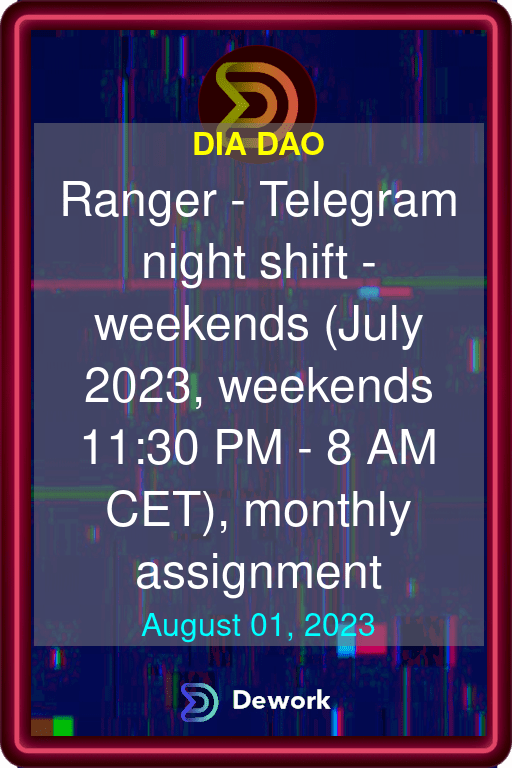 DIA DAO
Ranger - Telegram
night shift -
weekends (July
2023, weekends
11:30 PM - 8 AM
CET), monthly
assignment
August 01, 2023
Dework